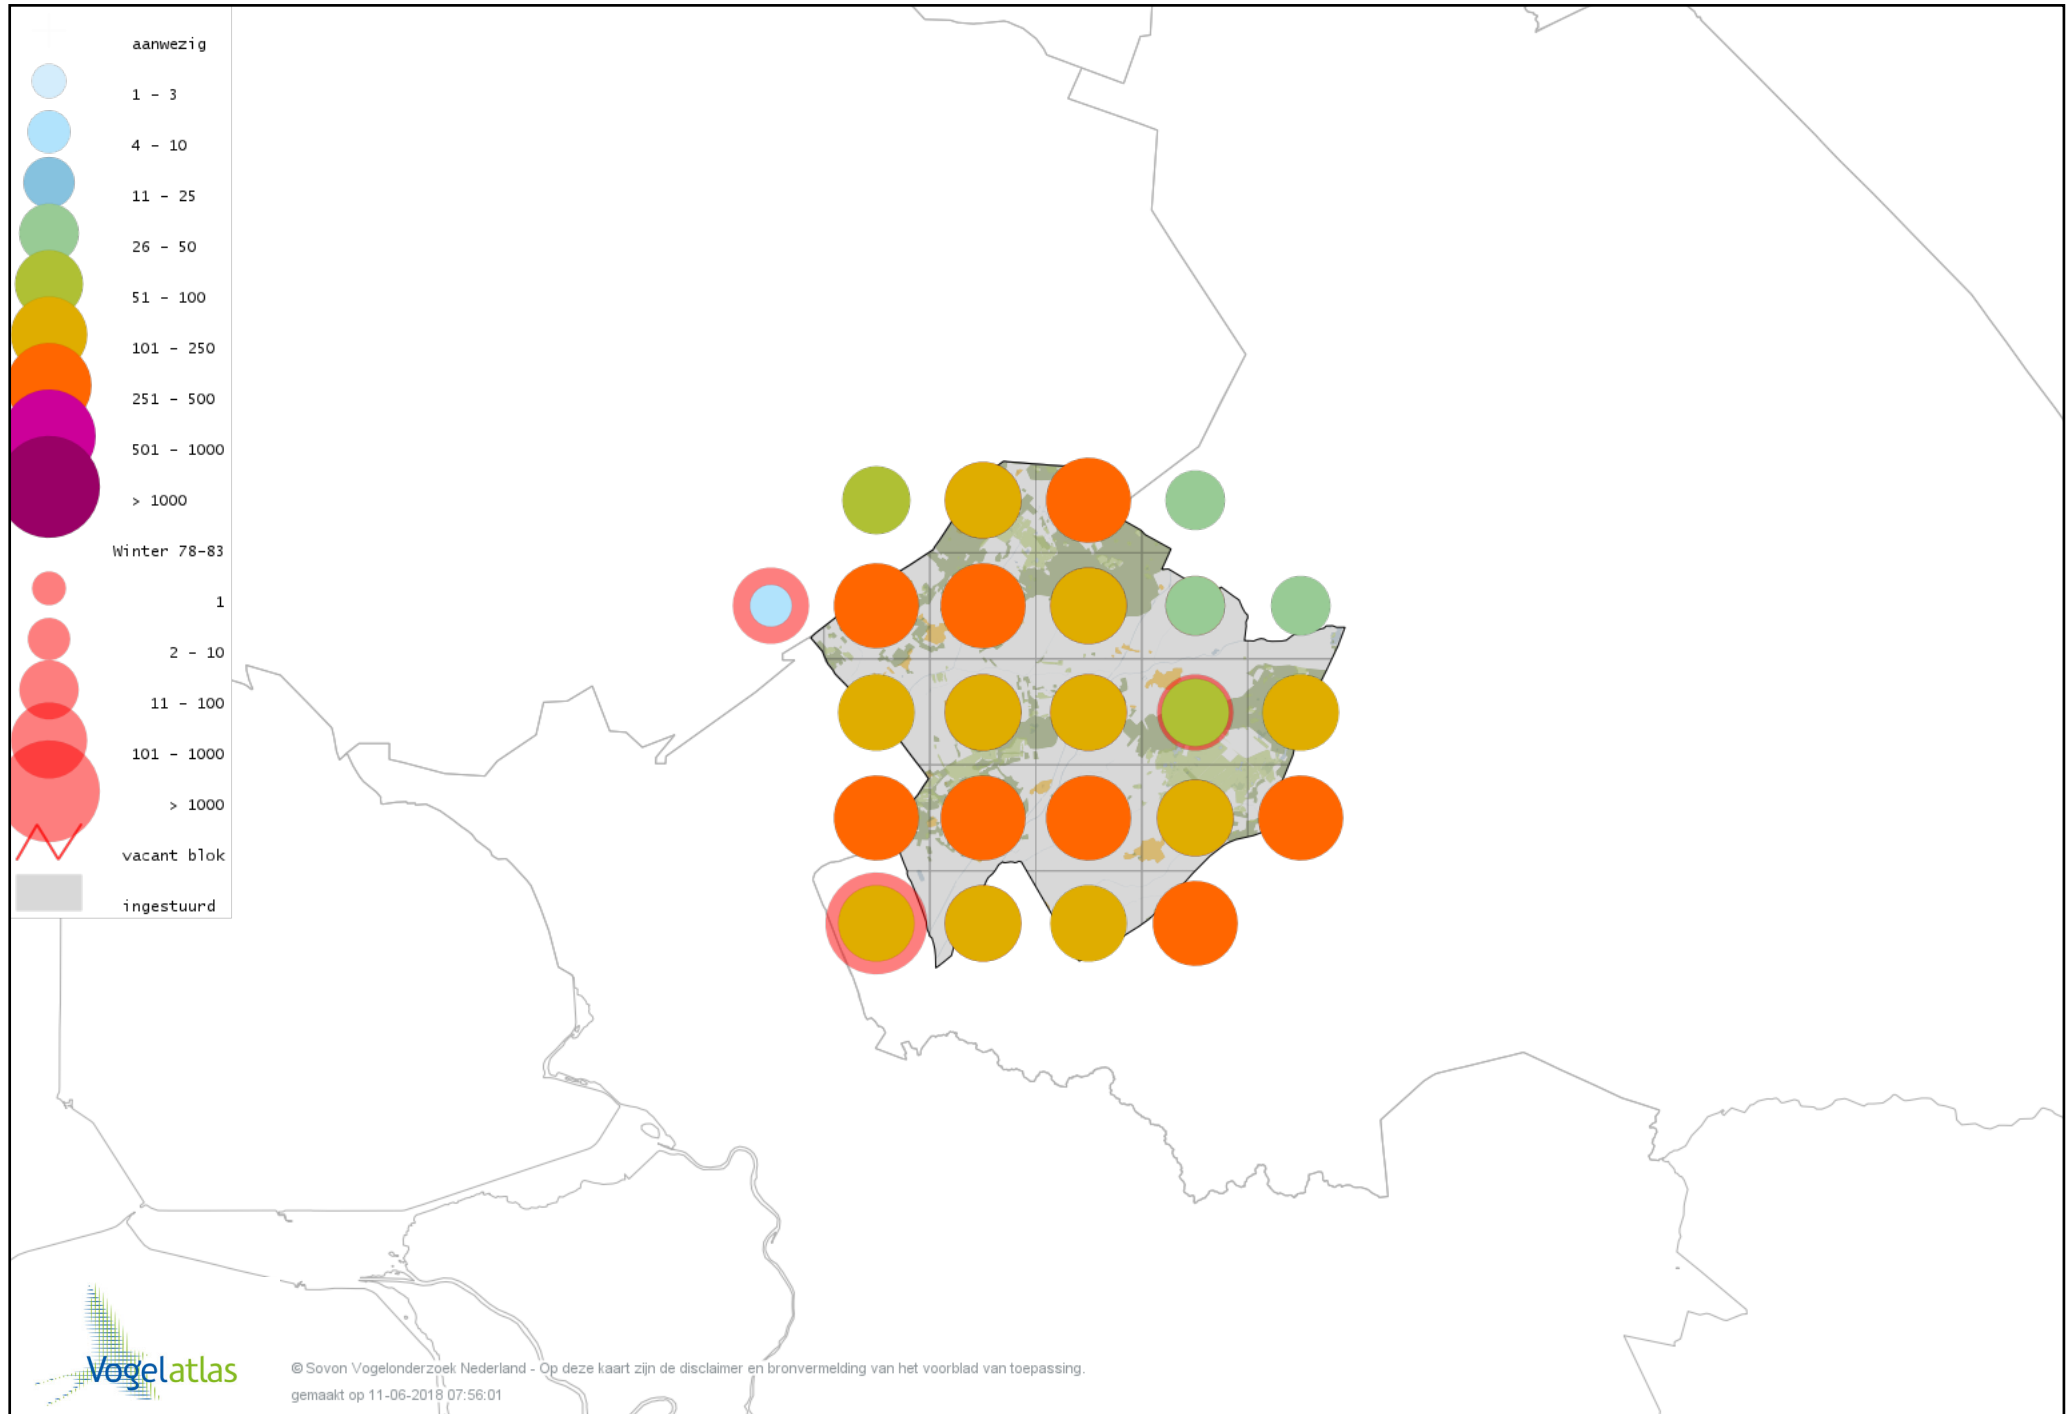 aanwezig
1 - 3
4 - 10
11 - 25
26 - 50
51 - 100
101 - 250
251 - 500
501 - 1000
> 1000
Winter 78-83
1
2 - 10
11 - 100
101 - 1000
> 1000
vacant blok
ingestuurd
Vogelatlas
© Sovon Vogelonderzoek Nederland - Op deze kaart zijn de disclaimer en bronvermelding van het voorblad van toepassing.
gemaakt op 11-06-2018 07:56:01